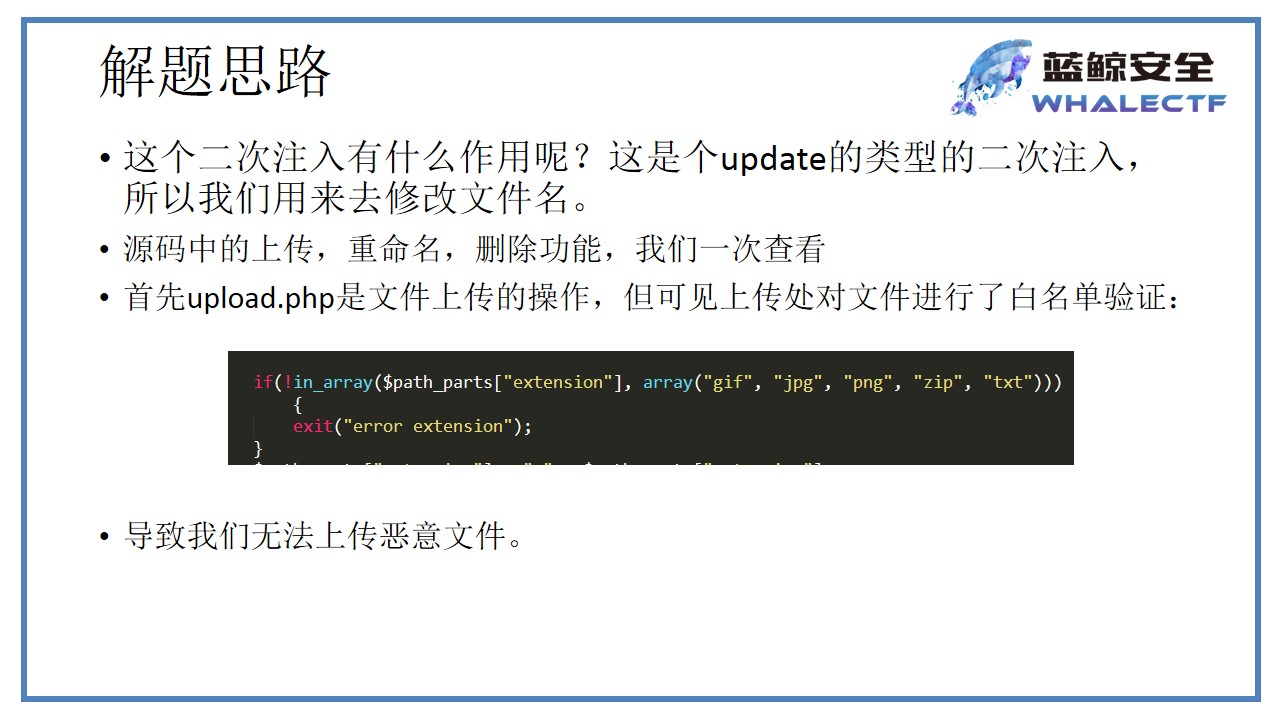 解题思路
蓝鲸安全
WHALECTF
• 这个二次注入有什么作用呢？这是个update的类型的二次注入，
所以我们用来去修改文件名。
• 源码中的上传，重命名，删除功能，我们一次查看
• 首先upload.php是文件上传的操作，但可见上传处对文件进行了白名单验证：
if(!in_array($path_parts["extension"], array("gif", "jpg", "png", "zip", "txt")))
{
exit("error extension");
}
• 导致我们无法上传恶意文件。